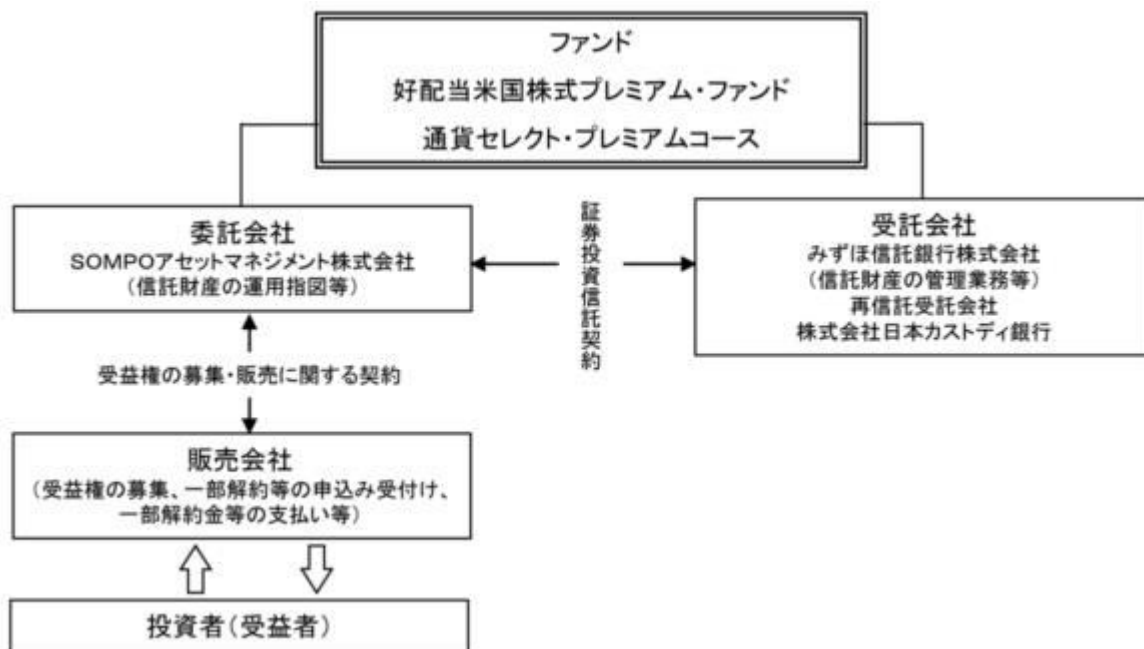 ファンド
好配当米国株式プレミアム・ファンド
通貨セレクト・プレミアムコース
委託会社
SOMPOアセットマネジメント株式会社
(信託財産の運用指図等)
証券投資信託契約
受託会社
みずほ信託銀行株式会社
(信託財産の管理業務等)
再信託受託会社
株式会社日本カストディ銀行
受益権の募集・販売に関する契約
販売会社
(受益権の募集、一部解約等の申込み受付け、
一部解約金等の支払い等)
投資者(受益者)